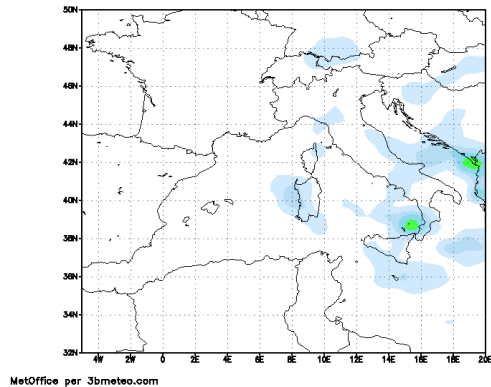 50N
48N
46N
44N
42N
40N
38N
36N
34N
32N
4W 2W 0 2E 4E 6E 8E 10E 12E 14E 16E 18E 20E
MetOffice per 3bmeteo.com